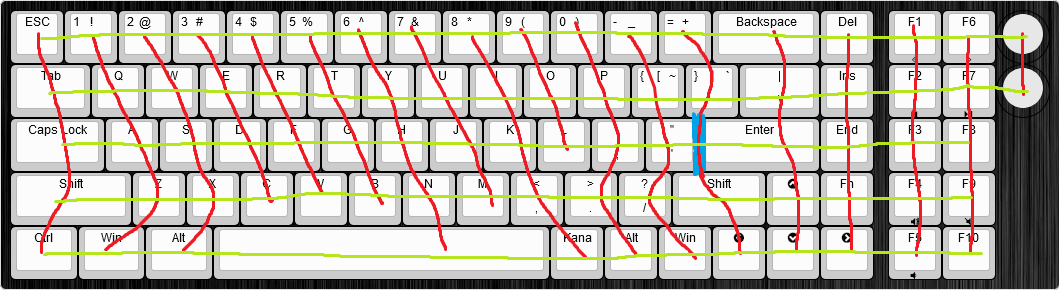 ESC 1 ! 2 @ 3 # 4 $ 5 % 6 ^ 7 & 8 * 9 ( 0 ) - _ = + Backspace Del F1 F6
Tab Q W E R T Y U I O P { [ ~ } ` | Ins F2 F7
Caps Lock A S D F G H J K " Enter End F3 F8
Shift Z X C V B N M < , > . ? / Shift Fn F4 F9
Ctrl Win Alt Kana Alt Win F5 F10